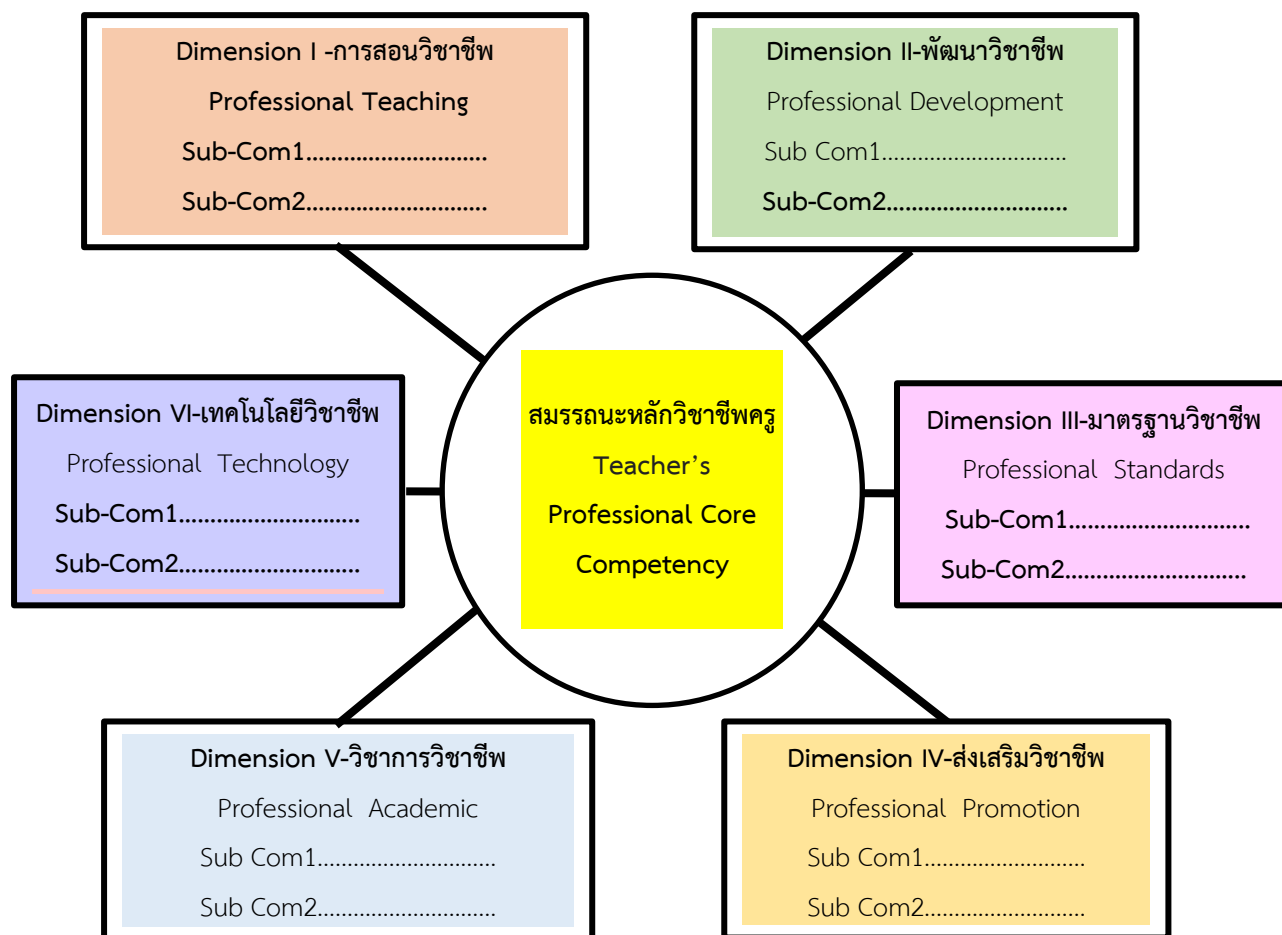 Dimension I -การสอนวิชาชีพ
Professional Teaching
Sub-Com1..............................
Sub-Com2..............................
Dimension II-พัฒนาวิชาชีพ
Professional Development
Sub Com1..............................
Sub-Com2..............................
Dimension VI-เทคโนโลยีวิชาชีพ
Professional Technology
Sub-Com1..............................
Sub-Com2..............................
สมรรถนะหลักวิชาชีพครู
Teacher’s
Professional Core
Competency
Dimension III-มาตรฐานวิชาชีพ
Professional Standards
Sub-Com1..............................
Sub-Com2..............................
Dimension V-วิชาการวิชาชีพ
Professional Academic
Sub Com1..............................
Sub Com2..............................
Dimension IV-ส่งเสริมวิชาชีพ
Professional Promotion
Sub Com1...........................
Sub Com2...........................